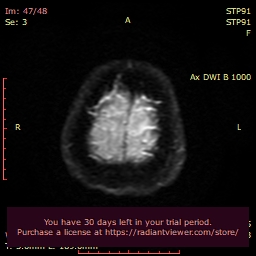 Im: 47/48
Se: 3
A
STP91
STP91
F
Ax DWI B 1000
R
L
You have 30 days left in your trial period.
Purchase a license at https://radiantviewer.com/store/